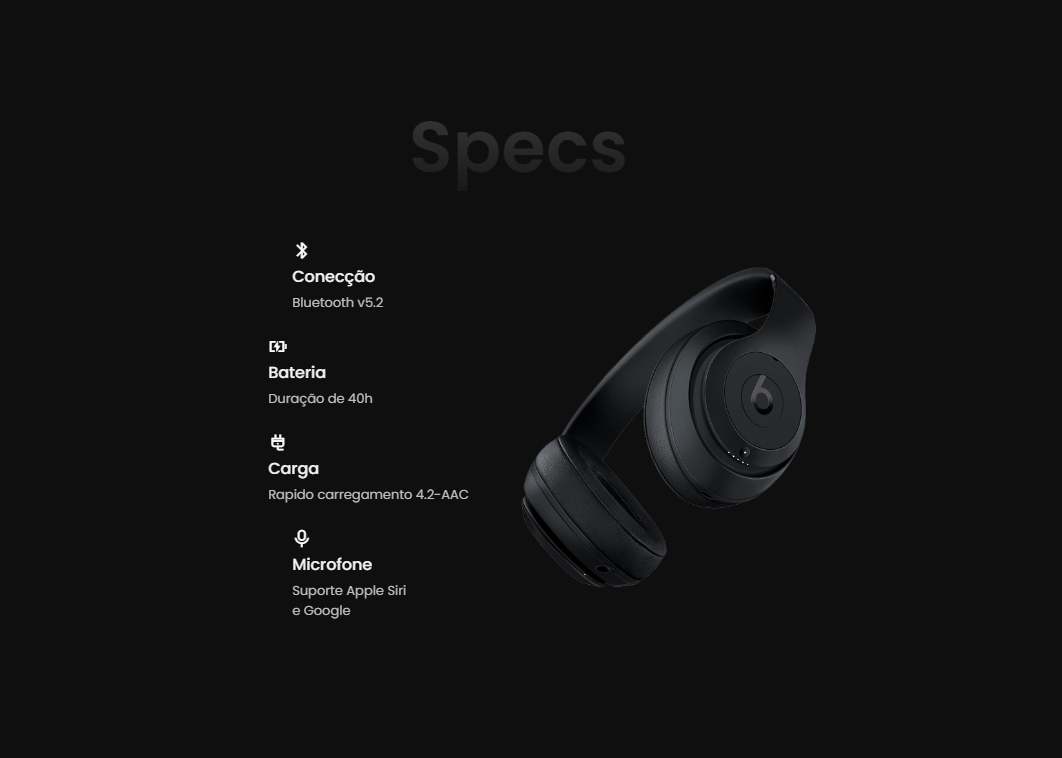 Specs
Conecção
Bluetooth v5.2
Bateria
Duração de 40h
Carga
Rapido carregamento 4.2-AAC
Microfone
Suporte Apple Siri
e Google